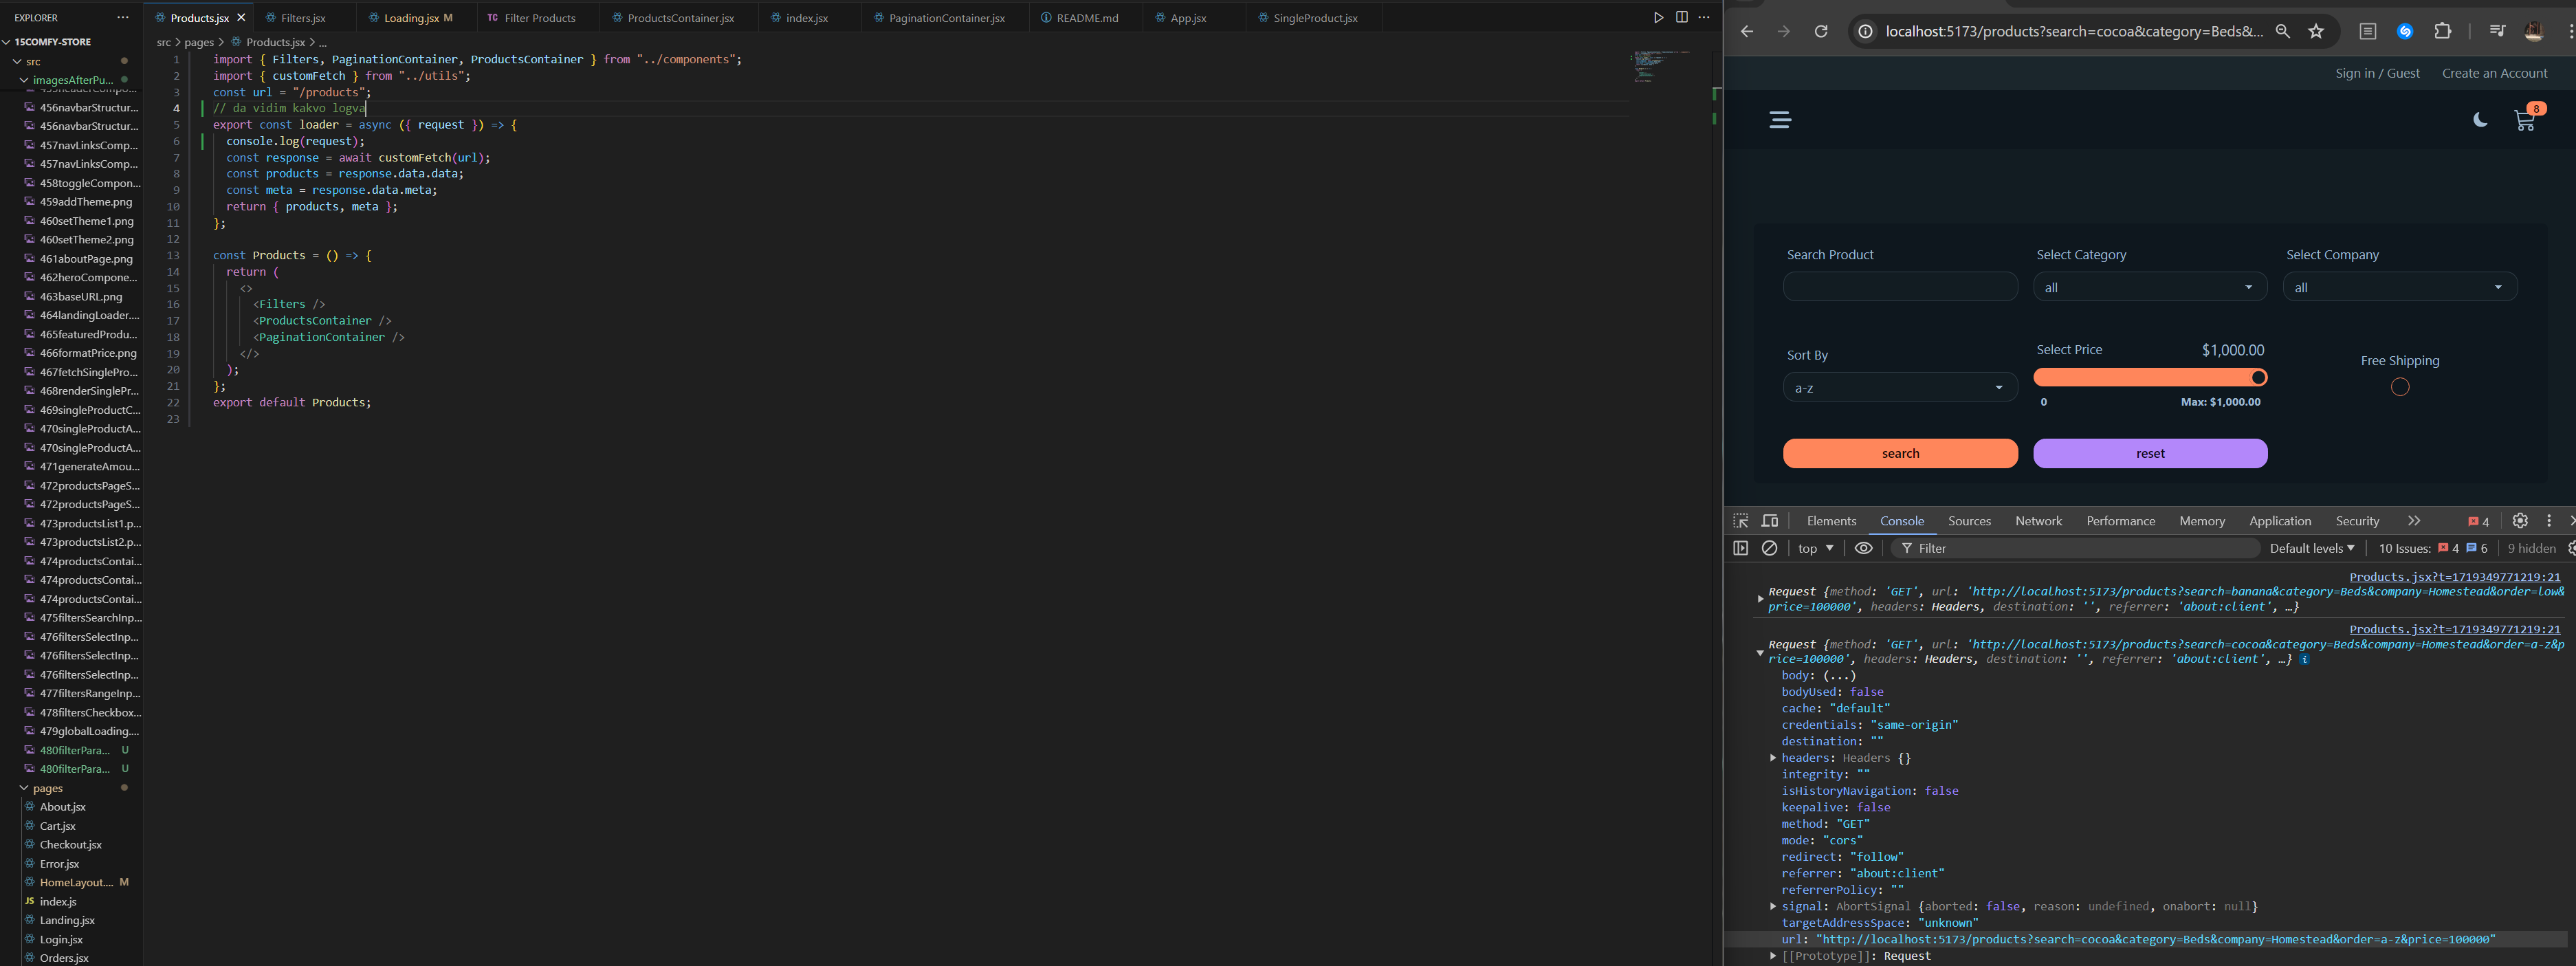 EXPLORER
15COMFY-STORE
src
imagesAfterPu...
455headerCompo...
456navbarStructur...
456navbarStructur...
457navLinksComp...
457navLinksComp...
458toggleCompon...
459addTheme.png
460setTheme1.png
460setTheme2.png
461aboutPage.png
462heroCompone...
463baseURL.png
464landingLoader....
465featuredProdu...
466formatPrice.png
467fetchSinglePro...
468renderSinglePr...
469singleProductC...
470singleProductA...
470singleProductA...
471generateAmou...
472productsPageS...
472productsPageS...
473productsList1.p...
473productsList2.p...
474productsContai...
474productsContai...
474productsContai...
475filtersSearchInp...
476filtersSelectInp...
476filtersSelectInp...
476filtersSelectInp...
477filtersRangeInp...
478filtersCheckbox...
479globalLoading....
480filterPara... U
480filterPara... U
pages
About.jsx
Cart.jsx
Checkout.jsx
Error.jsx
HomeLayout.... M
JS index.js
Landing.jsx
Login.jsx
Orders.jsx
Products.jsx Filters.jsx Loading.jsx M TC Filter Products ProductsContainer.jsx index.jsx PaginationContainer.jsx README.md App.jsx SingleProduct.jsx
src > pages > Products.jsx > ...
1 import { Filters, PaginationContainer, ProductsContainer } from "../components";
2 import { customFetch } from "../utils";
3 const url = "/products";
4 // da vidim kakvo logva
5 export const loader = async ({ request }) => {
6 console.log(request);
7 const response = await customFetch(url);
8 const products = response.data.data;
9 const meta = response.data.meta;
10 return { products, meta };
11 };
12
13 const Products = () => {
14 return (
15 <>
16 <Filters />
17 <ProductsContainer />
18 <PaginationContainer />
19 </>
20 );
21 };
22 export default Products;
23
localhost:5173/products?search=cocoa&category=Beds&...
Sign in / Guest Create an Account
8
Search Product Select Category Select Company
all all
Sort By Select Price $1,000.00 Free Shipping
a-z
0 Max: $1,000.00
search reset
Elements Console Sources Network Performance Memory Application Security 4
top Filter Default levels 10 Issues: 4 6 9 hidden
Products.jsx?t=1719349771219:21
Request {method: 'GET', url: 'http://localhost:5173/products?search=banana&category=Beds&company=Homestead&order=low&
price=100000', headers: Headers, destination: '', referrer: 'about:client', …}
Products.jsx?t=1719349771219:21
Request {method: 'GET', url: 'http://localhost:5173/products?search=cocoa&category=Beds&company=Homestead&order=a-z&p
rice=100000', headers: Headers, destination: '', referrer: 'about:client', …} i
body: (...)
bodyUsed: false
cache: "default"
credentials: "same-origin"
destination: ""
headers: Headers {}
integrity: ""
isHistoryNavigation: false
keepalive: false
method: "GET"
mode: "cors"
redirect: "follow"
referrer: "about:client"
referrerPolicy: ""
signal: AbortSignal {aborted: false, reason: undefined, onabort: null}
targetAddressSpace: "unknown"
url: "http://localhost:5173/products?search=cocoa&category=Beds&company=Homestead&order=a-z&price=100000"
[[Prototype]]: Request